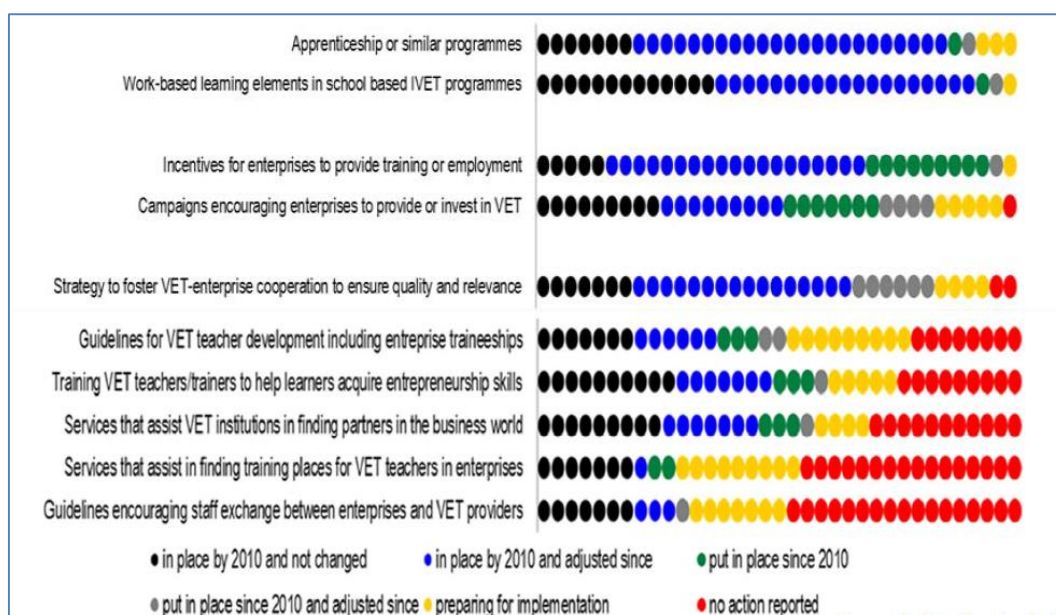 Apprenticeship or similar programmes
Work-based learning elements in school based IVET programmes
Incentives for enterprises to provide training or employment
Campaigns encouraging enterprises to provide or invest in VET
Strategy to foster VET-enterprise cooperation to ensure quality and relevance
Guidelines for VET teacher development including entreprise traineeships
Training VET teachers/trainers to help learners acquire entrepreneurship skills
Services that assist VET institutions in finding partners in the business world
Services that assist in finding training places for VET teachers in enterprises
Guidelines encouraging staff exchange between enterprises and VET providers
in place by 2010 and not changed in place by 2010 and adjusted since put in place since 2010
put in place since 2010 and adjusted since preparing for implementation no action reported